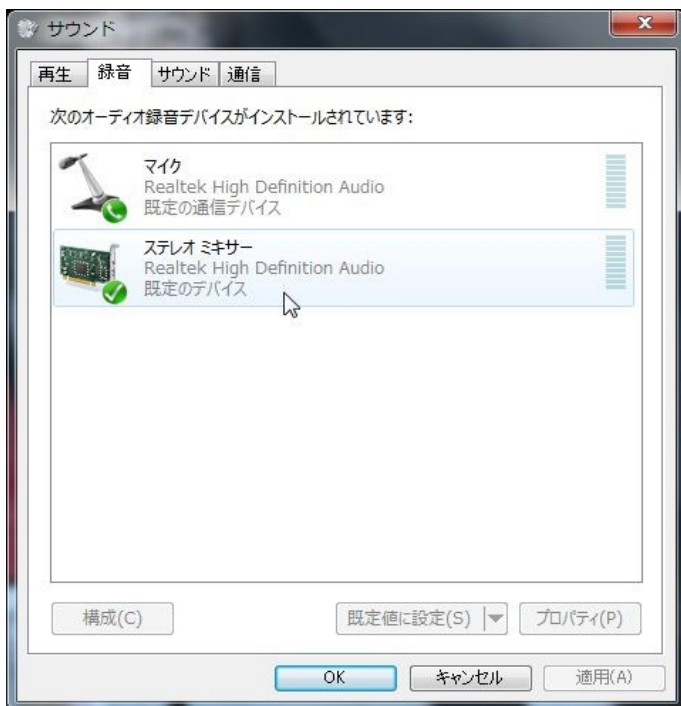 サウンド
再生 録音 サウンド 通信
次のオーディオ録音デバイスがインストールされています:
マイク
Realtek High Definition Audio
既定の通信デバイス
ステレオ ミキサー
Realtek High Definition Audio
既定のデバイス
構成(C) 既定値に設定(S) プロパティ(P)
OK キャンセル 適用(A)